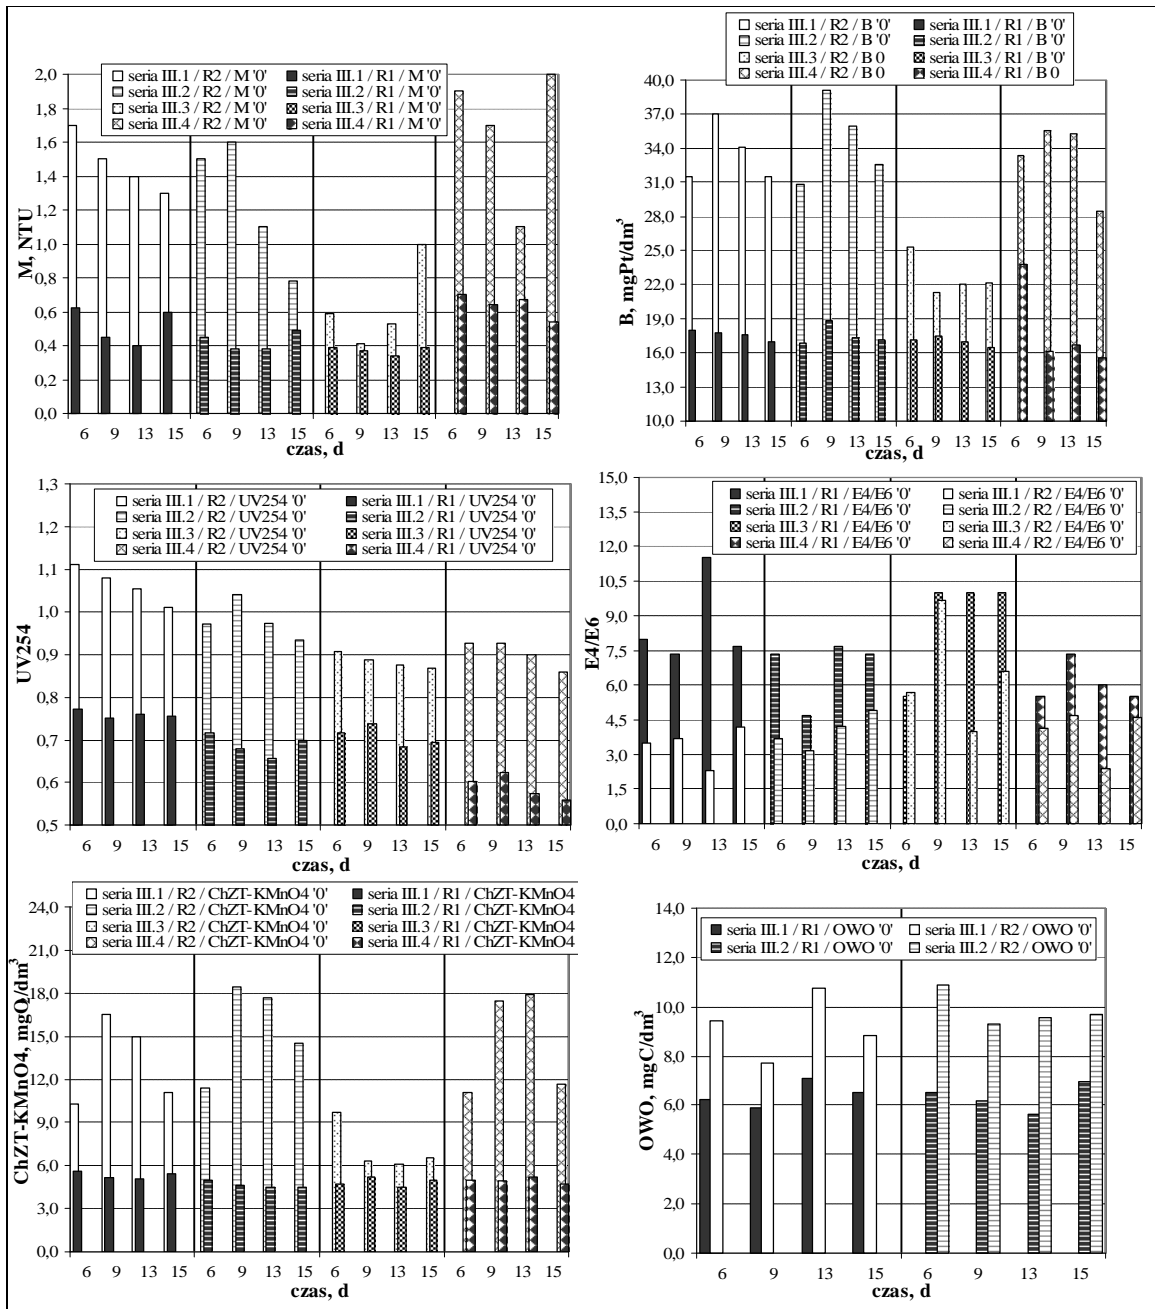 seria III.1 / R2 / M '0' seria III.1 / R1 / M '0'
seria III.2 / R2 / M '0' seria III.2 / R1 / M '0'
seria III.3 / R2 / M '0' seria III.3 / R1 / M '0'
seria III.4 / R2 / M '0' seria III.4 / R1 / M '0'
2,0
1,8
1,6
1,4
1,2
1,0
0,8
0,6
0,4
0,2
0,0
M, NTU
6 9 13 15 6 9 13 15 6 9 13 15 6 9 13 15
czas, d
seria III.1 / R2 / B '0' seria III.1 / R1 / B '0'
seria III.2 / R2 / B '0' seria III.2 / R1 / B '0'
seria III.3 / R2 / B 0 seria III.3 / R1 / B '0'
seria III.4 / R2 / B 0 seria III.4 / R1 / B 0
40,0
37,0
34,0
31,0
28,0
25,0
22,0
19,0
16,0
13,0
10,0
B, mgPt/dm³
6 9 13 15 6 9 13 15 6 9 13 15 6 9 13 15
czas, d
seria III.1 / R2 / UV254 '0' seria III.1 / R1 / UV254 '0'
seria III.2 / R2 / UV254 '0' seria III.2 / R1 / UV254 '0'
seria III.3 / R2 / UV254 '0' seria III.3 / R1 / UV254 '0'
seria III.4 / R2 / UV254 '0' seria III.4 / R1 / UV254 '0'
1,3
1,2
1,1
1,0
0,9
0,8
0,7
0,6
0,5
UV254
6 9 13 15 6 9 13 15 6 9 13 15 6 9 13 15
czas, d
seria III.1 / R1 / E4/E6 '0' seria III.1 / R2 / E4/E6 '0'
seria III.2 / R1 / E4/E6 '0' seria III.2 / R2 / E4/E6 '0'
seria III.3 / R1 / E4/E6 '0' seria III.3 / R2 / E4/E6 '0'
seria III.4 / R1 / E4/E6 '0' seria III.4 / R2 / E4/E6 '0'
15,0
13,5
12,0
10,5
9,0
7,5
6,0
4,5
3,0
1,5
0,0
E4/E6
6 9 13 15 6 9 13 15 6 9 13 15 6 9 13 15
czas, d
seria III.1 / R2 / ChZT-KMnO4 '0' seria III.1 / R1 / ChZT-KMnO4
seria III.2 / R2 / ChZT-KMnO4 '0' seria III.2 / R1 / ChZT-KMnO4
seria III.3 / R2 / ChZT-KMnO4 '0' seria III.3 / R1 / ChZT-KMnO4
seria III.4 / R2 / ChZT-KMnO4 '0' seria III.4 / R1 / ChZT-KMnO4
24,0
21,0
18,0
15,0
12,0
9,0
6,0
3,0
0,0
ChZT-KMnO4, mgO₂/dm³
6 9 13 15 6 9 13 15 6 9 13 15 6 9 13 15
czas, d
seria III.1 / R1 / OWO '0' seria III.1 / R2 / OWO '0'
seria III.2 / R1 / OWO '0' seria III.2 / R2 / OWO '0'
14,0
12,0
10,0
8,0
6,0
4,0
2,0
0,0
OWO, mgC/dm³
6 9 13 15 6 9 13 15
czas, d